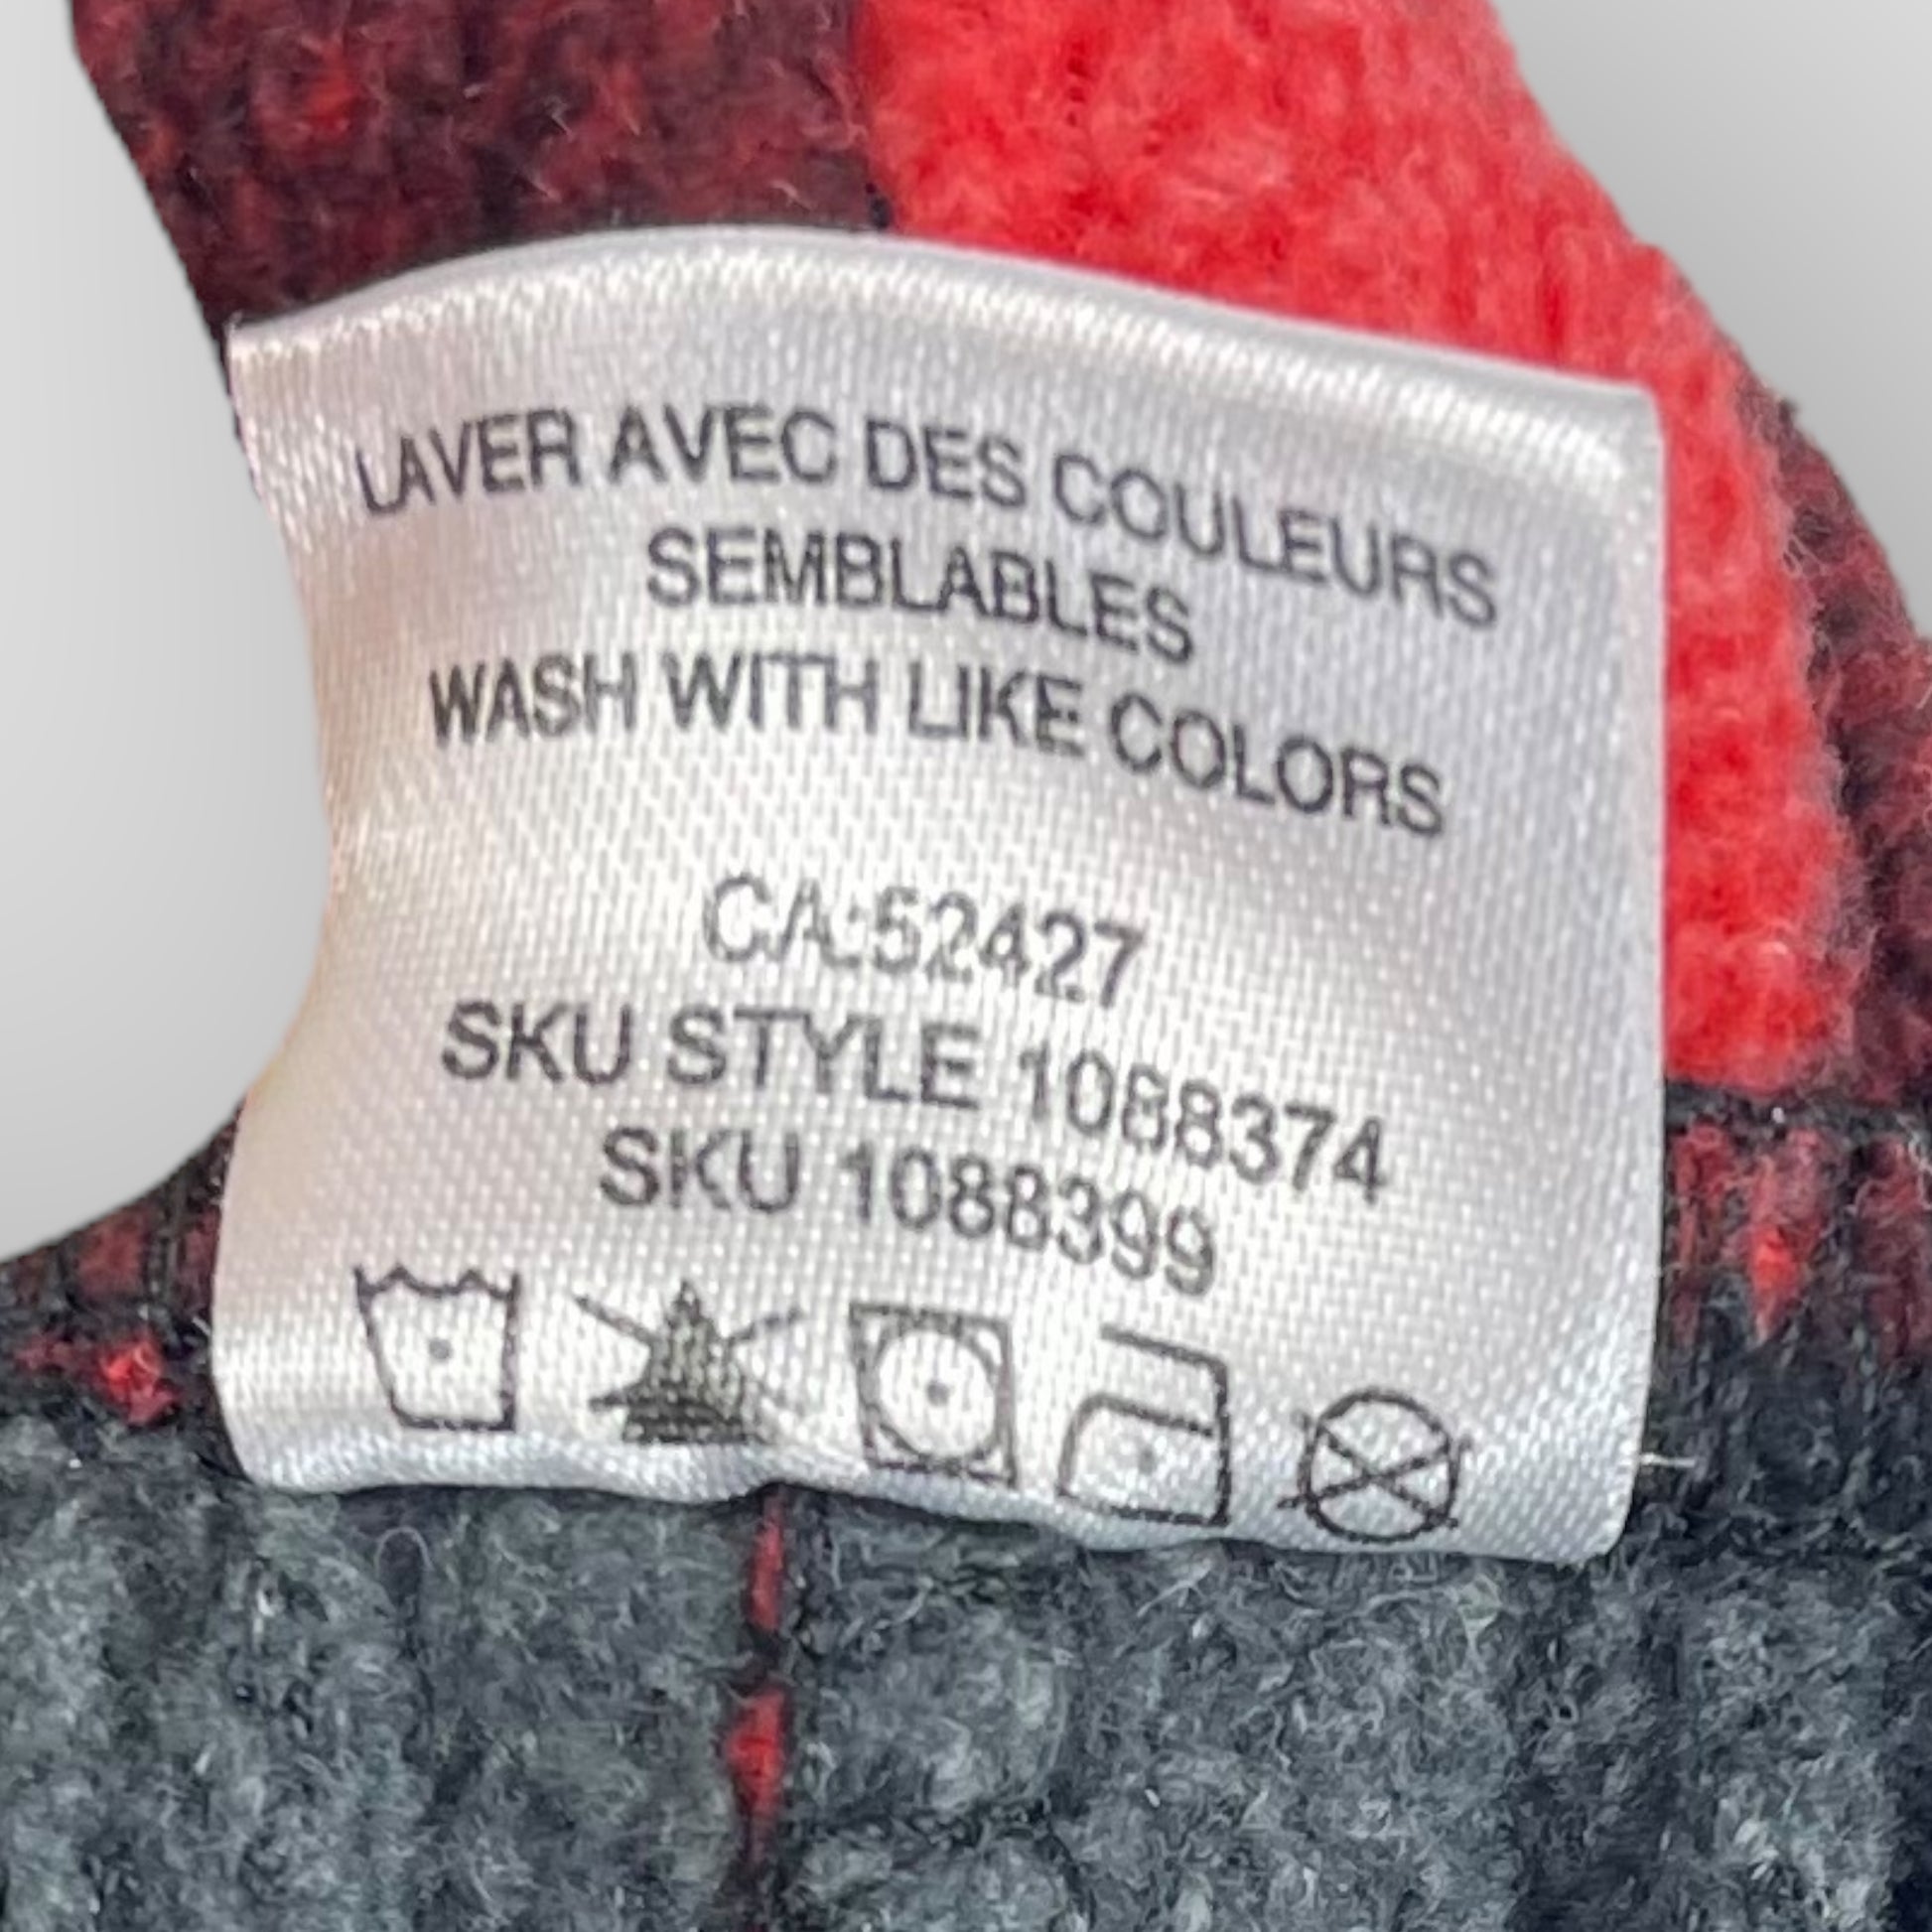 LAVER AVEC DES COULEURS
SEMBLABLES
WASH WITH LIKE COLORS
CA:52427
SKU STYLE 1088374
SKU 1088399